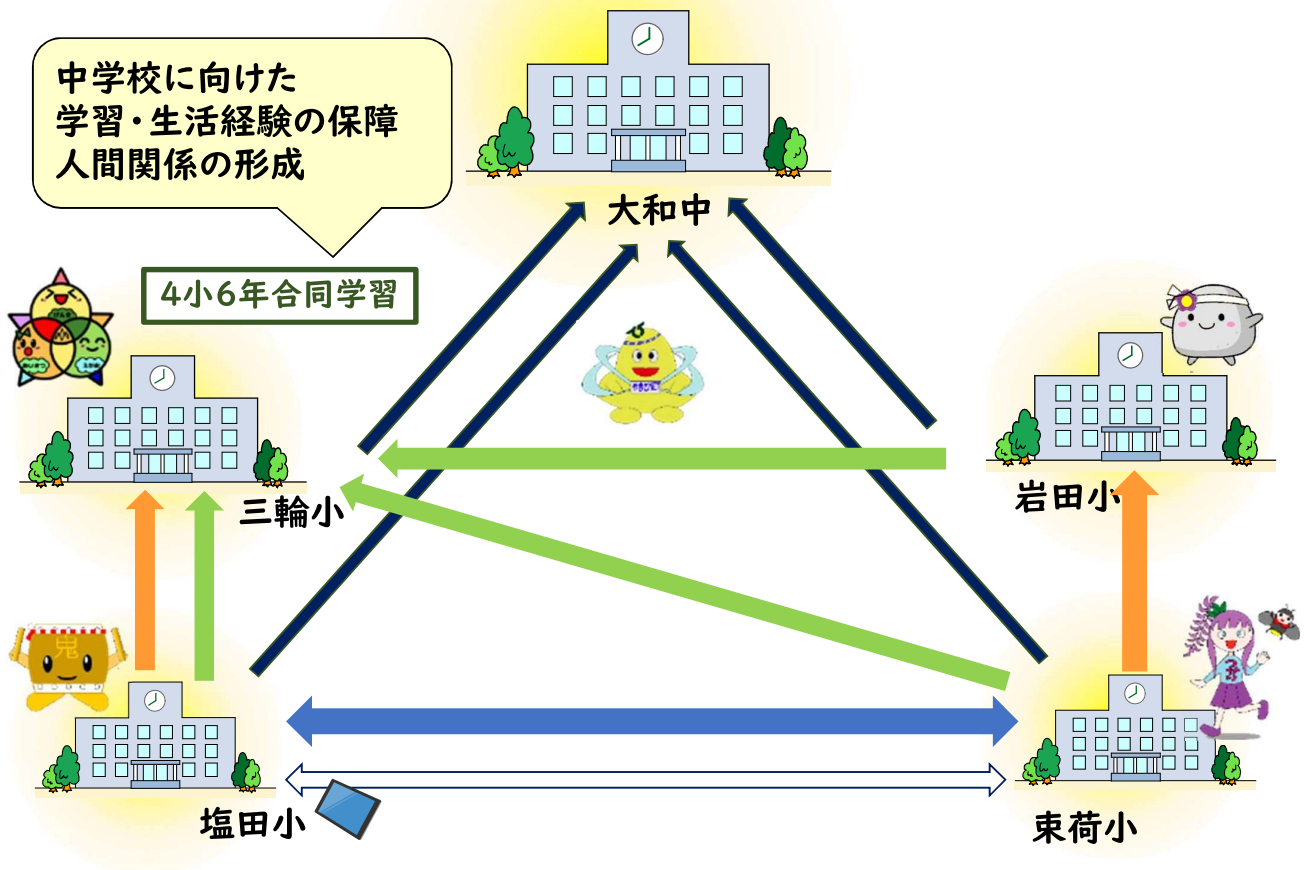 中学校に向けた
学習・生活経験の保障
人間関係の形成
大和中
4小6年合同学習
三輪小
岩田小
鬼
塩田小
束荷小